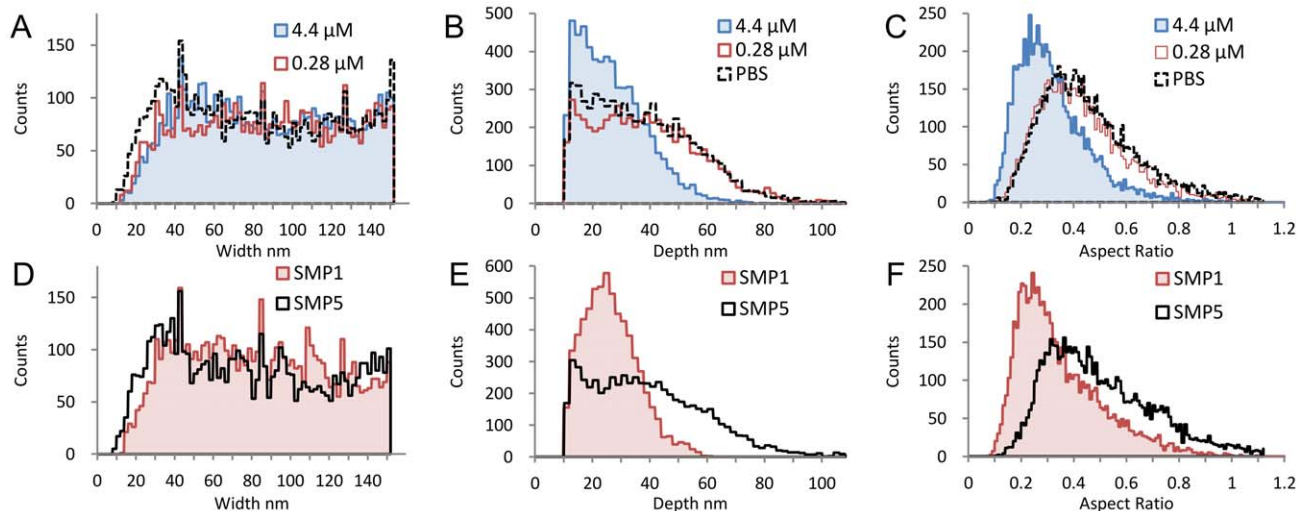 A
4.4 µM
0.28 µM
Counts
150
100
50
0
0 20 40 60 80 100 120 140
Width nm
B
4.4 µM
0.28 µM
PBS
Counts
500
400
300
200
100
0
0 20 40 60 80 100
Depth nm
C
4.4 µM
0.28 µM
PBS
Counts
250
200
150
100
50
0
0 0.2 0.4 0.6 0.8 1 1.2
Aspect Ratio
D
SMP1
SMP5
Counts
150
100
50
0
0 20 40 60 80 100 120 140
Width nm
E
SMP1
SMP5
Counts
600
500
400
300
200
100
0
0 20 40 60 80 100
Depth nm
F
SMP1
SMP5
Counts
250
200
150
100
50
0
0 0.2 0.4 0.6 0.8 1 1.2
Aspect Ratio